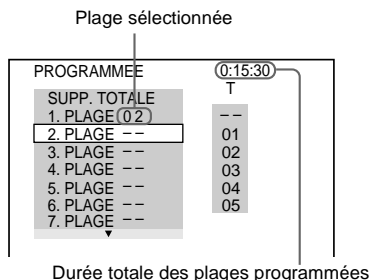 Plage sélectionnée
PROGRAMMEE 0:15:30
T
SUPP. TOTALE
1. PLAGE 0 2 – –
2. PLAGE – – 01
3. PLAGE – – 02
4. PLAGE – – 03
5. PLAGE – – 04
6. PLAGE – – 05
7. PLAGE – –
Durée totale des plages programmées